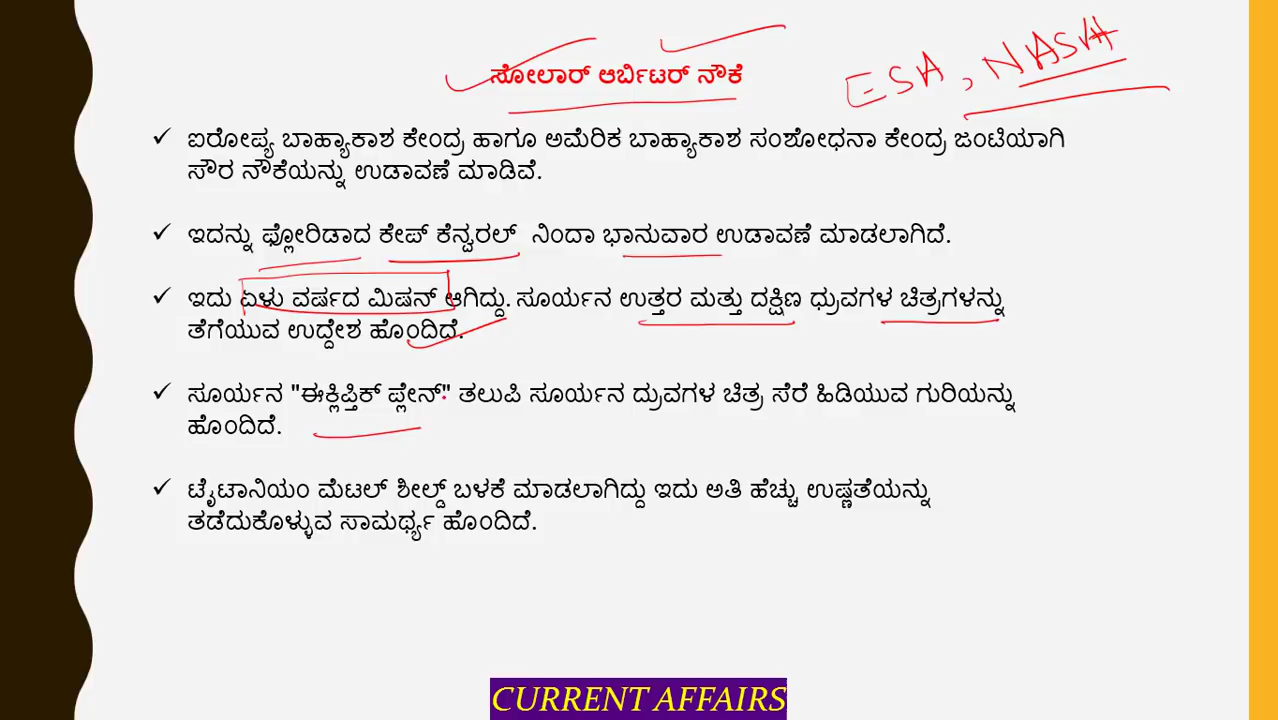 ಸೋಲಾರ್ ಆರ್ಬಿಟರ್ ನೌಕೆ
ESA, NASA
ಐರೋಪ್ಯ ಬಾಹ್ಯಾಕಾಶ ಕೇಂದ್ರ ಹಾಗೂ ಅಮೆರಿಕ ಬಾಹ್ಯಾಕಾಶ ಸಂಶೋಧನಾ ಕೇಂದ್ರ ಜಂಟಿಯಾಗಿ
ಸೌರ ನೌಕೆಯನ್ನು ಉಡಾವಣೆ ಮಾಡಿವೆ.
ಇದನ್ನು ಫ್ಲೋರಿಡಾದ ಕೇಪ್ ಕೆನ್ವರಲ್ ನಿಂದಾ ಭಾನುವಾರ ಉಡಾವಣೆ ಮಾಡಲಾಗಿದೆ.
ಇದು ಏಳು ವರ್ಷದ ಮಿಷನ್ ಆಗಿದ್ದು. ಸೂರ್ಯನ ಉತ್ತರ ಮತ್ತು ದಕ್ಷಿಣ ಧ್ರುವಗಳ ಚಿತ್ರಗಳನ್ನು
ತೆಗೆಯುವ ಉದ್ದೇಶ ಹೊಂದಿದೆ.
ಸೂರ್ಯನ "ಈಕ್ಲಿಪ್ತಿಕ್ ಪ್ಲೇನ್" ತಲುಪಿ ಸೂರ್ಯನ ದ್ರುವಗಳ ಚಿತ್ರ ಸೆರೆ ಹಿಡಿಯುವ ಗುರಿಯನ್ನು
ಹೊಂದಿದೆ.
ಟೈಟಾನಿಯಂ ಮೆಟಲ್ ಶೀಲ್ಡ್ ಬಳಕೆ ಮಾಡಲಾಗಿದ್ದು ಇದು ಅತಿ ಹೆಚ್ಚು ಉಷ್ಣತೆಯನ್ನು
ತಡೆದುಕೊಳ್ಳುವ ಸಾಮರ್ಥ್ಯ ಹೊಂದಿದೆ.
CURRENT AFFAIRS